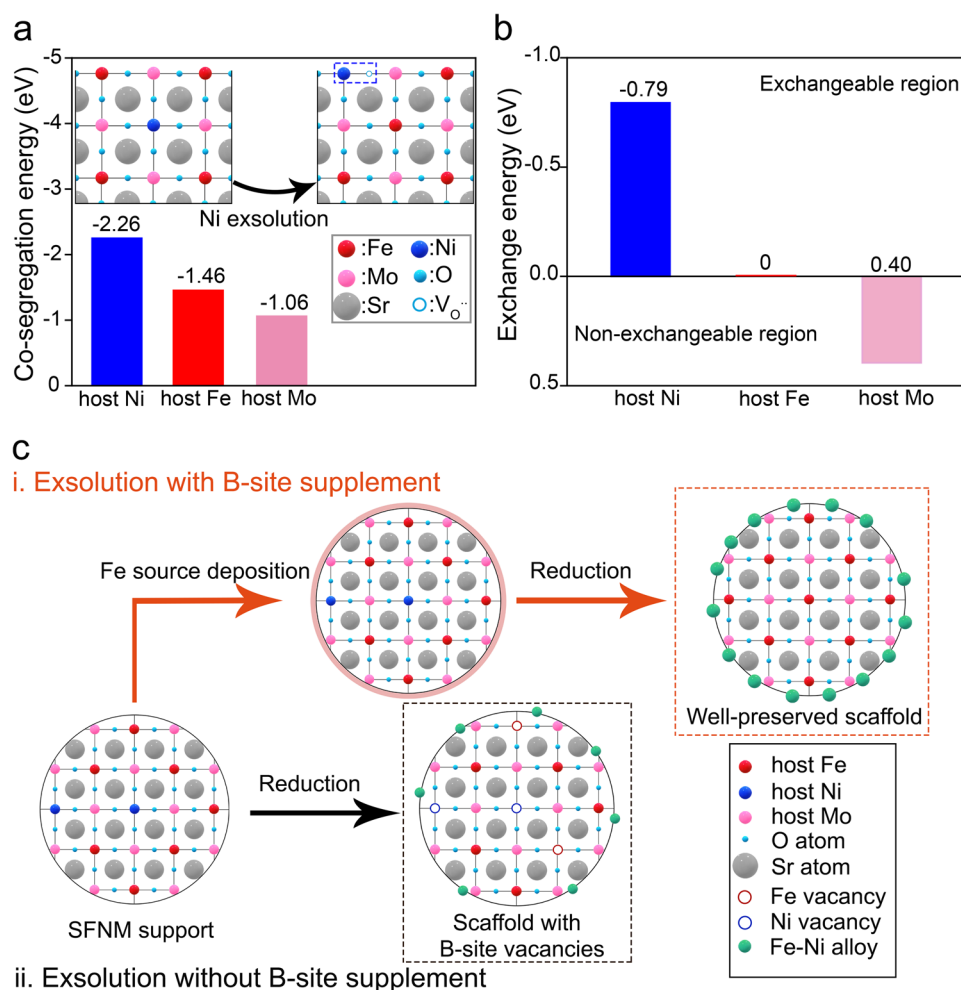 a
Co-segregation energy (eV)
-5
-4
-3
-2
-1
0
Ni exsolution
-2.26
-1.46
-1.06
:Fe :Ni
:Mo :O
:Sr :VO··
host Ni host Fe host Mo
b
Exchange energy (eV)
-1.0
-0.5
0.0
0.5
Exchangeable region
-0.79
0
0.40
Non-exchangeable region
host Ni host Fe host Mo
c
i. Exsolution with B-site supplement
Fe source deposition
Reduction
Well-preserved scaffold
Reduction
SFNM support
Scaffold with
B-site vacancies
host Fe
host Ni
host Mo
O atom
Sr atom
Fe vacancy
Ni vacancy
Fe-Ni alloy
ii. Exsolution without B-site supplement